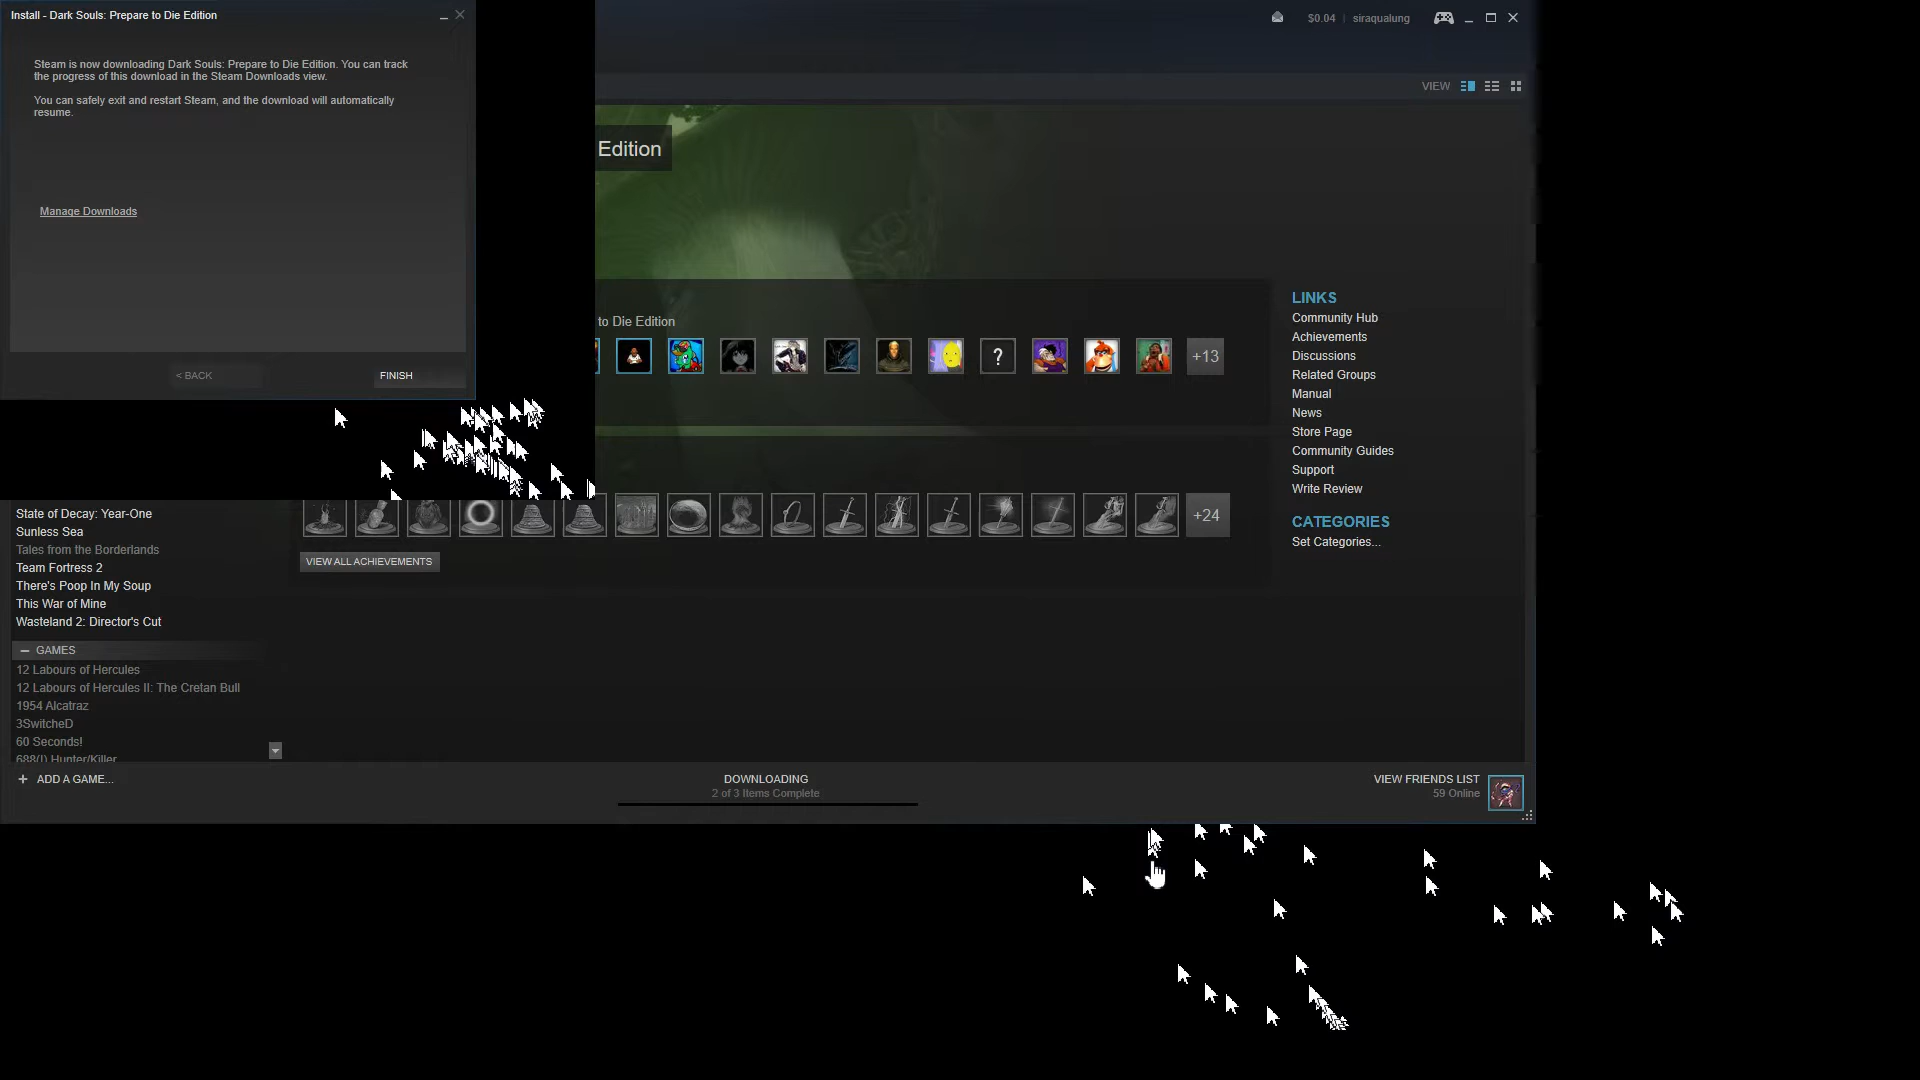 Install - Dark Souls: Prepare to Die Edition
$0.04
siraqualung
Steam is now downloading Dark Souls: Prepare to Die Edition. You can track
the progress of this download in the Steam Downloads view.
You can safely exit and restart Steam, and the download will automatically
resume.
Manage Downloads
< BACK
FINISH
VIEW
Edition
to Die Edition
?
+13
LINKS
Community Hub
Achievements
Discussions
Related Groups
Manual
News
Store Page
Community Guides
Support
Write Review
CATEGORIES
Set Categories...
+24
VIEW ALL ACHIEVEMENTS
State of Decay: Year-One
Sunless Sea
Tales from the Borderlands
Team Fortress 2
There's Poop In My Soup
This War of Mine
Wasteland 2: Director's Cut
GAMES
12 Labours of Hercules
12 Labours of Hercules II: The Cretan Bull
1954 Alcatraz
3SwitcheD
60 Seconds!
688(I) Hunter/Killer
+ ADD A GAME...
DOWNLOADING
2 of 3 Items Complete
VIEW FRIENDS LIST
59 Online